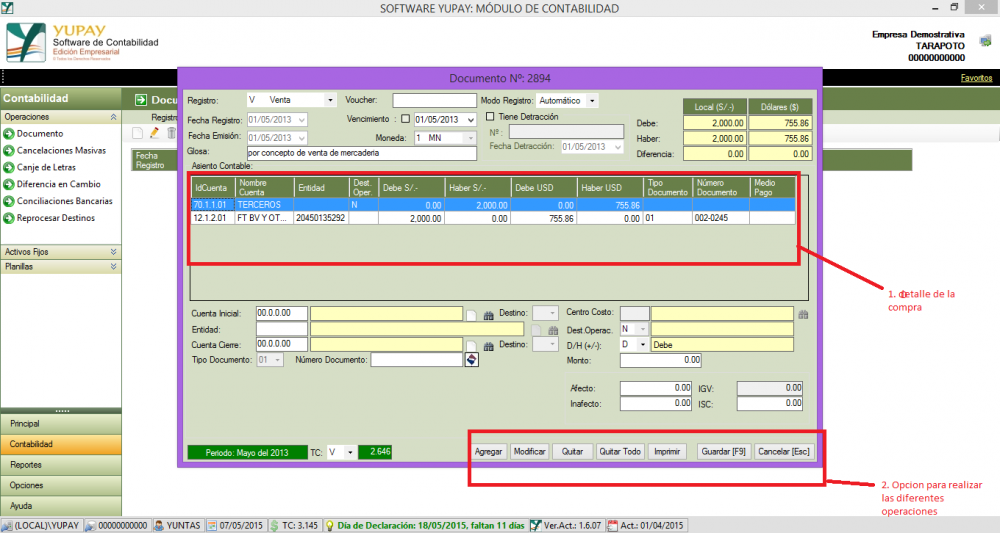 SOFTWARE YUPAY: MÓDULO DE CONTABILIDAD
YUPAY
Software de Contabilidad
Edición Empresarial
Empresa Demostrativa
TARAPOTO
00000000000
Favoritos
Contabilidad
Docu
Operaciones
Registr
Documento
Cancelaciones Masivas
Canje de Letras
Diferencia en Cambio
Conciliaciones Bancarias
Reprocesar Destinos
Activos Fijos
Planillas
Fecha
Registro
Documento Nº: 2894
Registro: V Venta Voucher: Modo Registro: Automático
Local (S/.-) Dólares ($)
Fecha Registro: 01/05/2013 Vencimiento : 01/05/2013 Tiene Detracción
Debe: 2,000.00 755.86
Fecha Emisión: 01/05/2013 Moneda: 1 MN Nº :
Haber: 2,000.00 755.86
Glosa: por concepto de venta de mercaderia Fecha Detracción: 01/05/2013
Diferencia: 0.00 0.00
Asiento Contable:
IdCuenta Nombre Cuenta Entidad Dest. Oper. Debe S/.- Haber S/.- Debe USD Haber USD Tipo Documento Número Documento Medio Pago
70.1.1.01 TERCEROS N 0.00 2,000.00 0.00 755.86
12.1.2.01 FT BV Y OT... 20450135292 2,000.00 0.00 755.86 0.00 01 002-0245
1. detalle de la
compra
Cuenta Inicial: 00.0.0.00 Destino: Centro Costo:
Entidad: Dest.Operac. N
Cuenta Cierre: 00.0.0.00 Destino: D/H (+/-): D Debe
Tipo Documento: 01 Número Documento: Monto: 0.00
Afecto: 0.00 IGV: 0.00
Inafecto: 0.00 ISC: 0.00
Periodo: Mayo del 2013 TC: V 2.646
Agregar Modificar Quitar Quitar Todo Imprimir Guardar [F9] Cancelar [Esc]
2. Opcion para realizar
las diferentes
operaciones
Principal
Contabilidad
Reportes
Opciones
Ayuda
(LOCAL)\YUPAY 00000000000 YUNTAS 07/05/2015 TC: 3.145 Día de Declaración: 18/05/2015, faltan 11 días Ver.Act.: 1.6.07 Act.: 01/04/2015